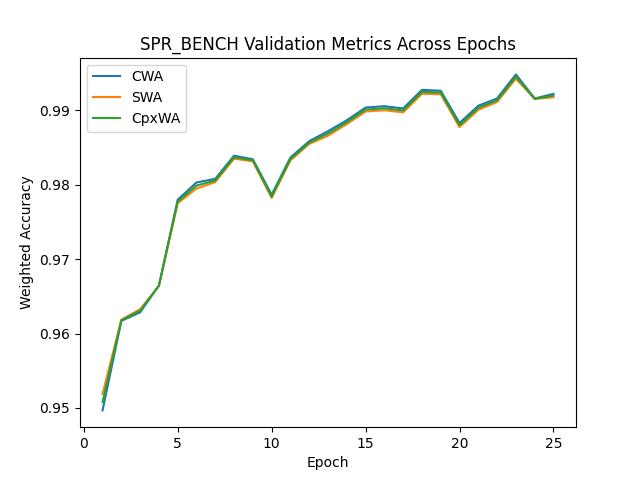 SPR_BENCH Validation Metrics Across Epochs
CWA
SWA
CpxWA
0.99
0.98
0.97
0.96
0.95
Weighted Accuracy
0
5
10
15
20
25
Epoch